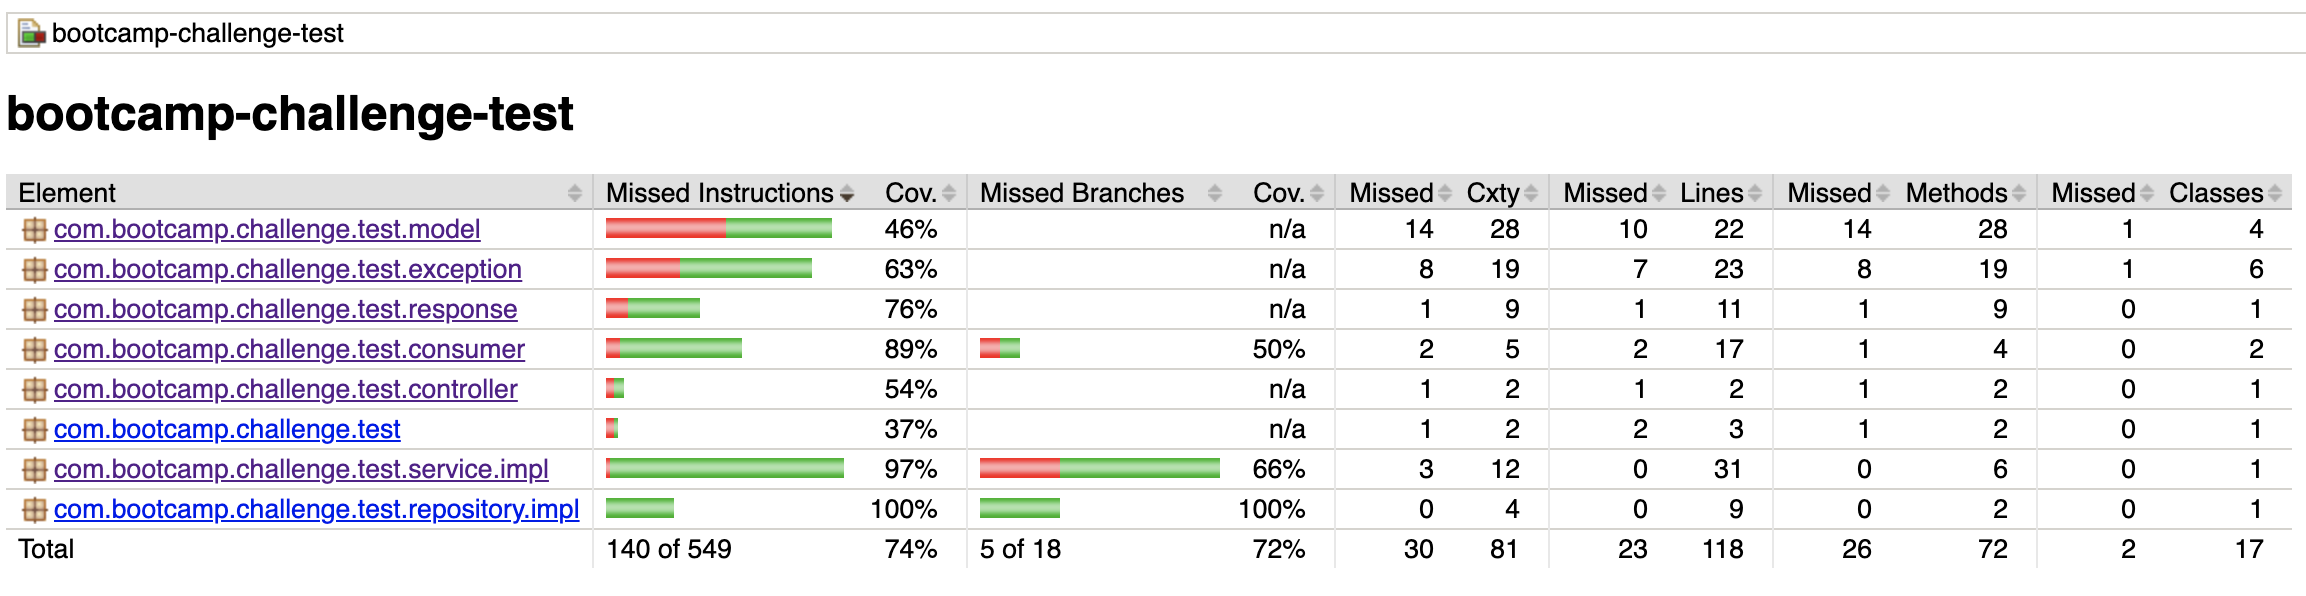 bootcamp-challenge-test
bootcamp-challenge-test
Element Missed Instructions Cov. Missed Branches Cov. Missed Cxty Missed Lines Missed Methods Missed Classes
com.bootcamp.challenge.test.model 46% n/a 14 28 10 22 14 28 1 4
com.bootcamp.challenge.test.exception 63% n/a 8 19 7 23 8 19 1 6
com.bootcamp.challenge.test.response 76% n/a 1 9 1 11 1 9 0 1
com.bootcamp.challenge.test.consumer 89% 50% 2 5 2 17 1 4 0 2
com.bootcamp.challenge.test.controller 54% n/a 1 2 1 2 1 2 0 1
com.bootcamp.challenge.test 37% n/a 1 2 2 3 1 2 0 1
com.bootcamp.challenge.test.service.impl 97% 66% 3 12 0 31 0 6 0 1
com.bootcamp.challenge.test.repository.impl 100% 100% 0 4 0 9 0 2 0 1
Total 140 of 549 74% 5 of 18 72% 30 81 23 118 26 72 2 17